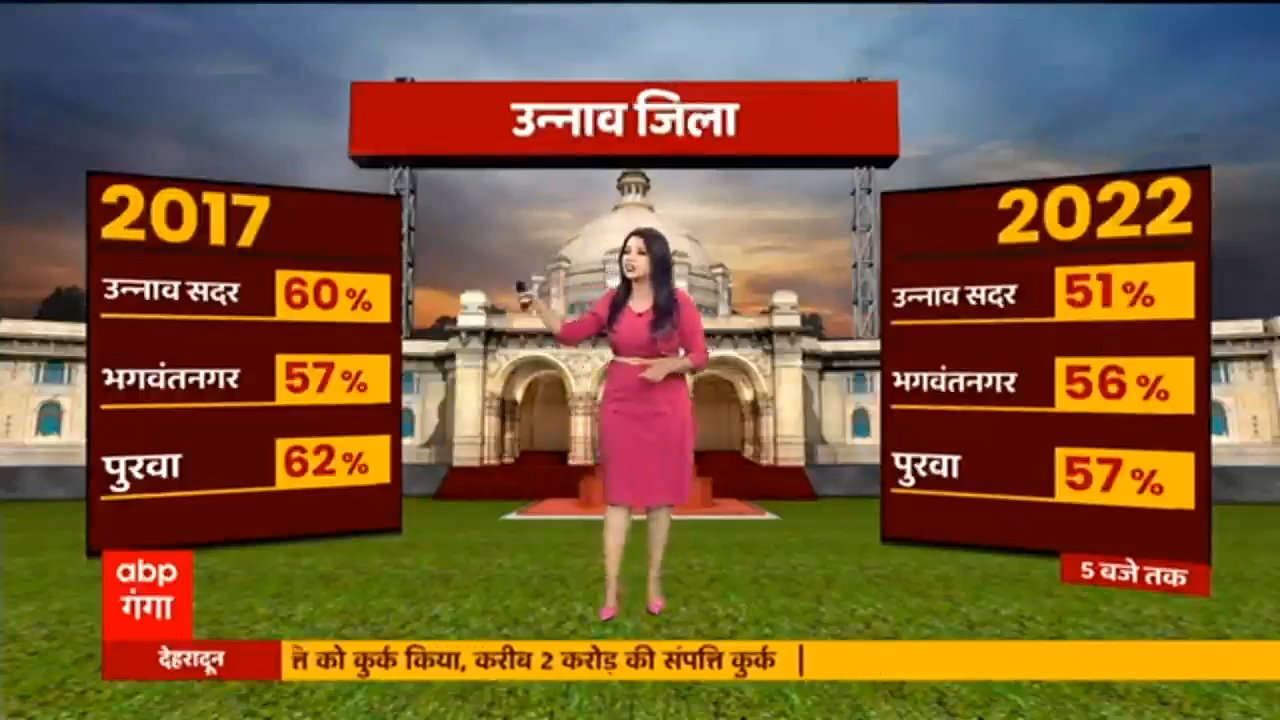 उन्नाव जिला
2017
उन्नाव सदर 60%
भगवंतनगर 57%
पुरवा 62%
2022
उन्नाव सदर 51%
भगवंतनगर 56%
पुरवा 57%
5 बजे तक
abp
गंगा
देहरादून
को कुर्क किया, करीब 2 करोड़ की संपत्ति कुर्क |